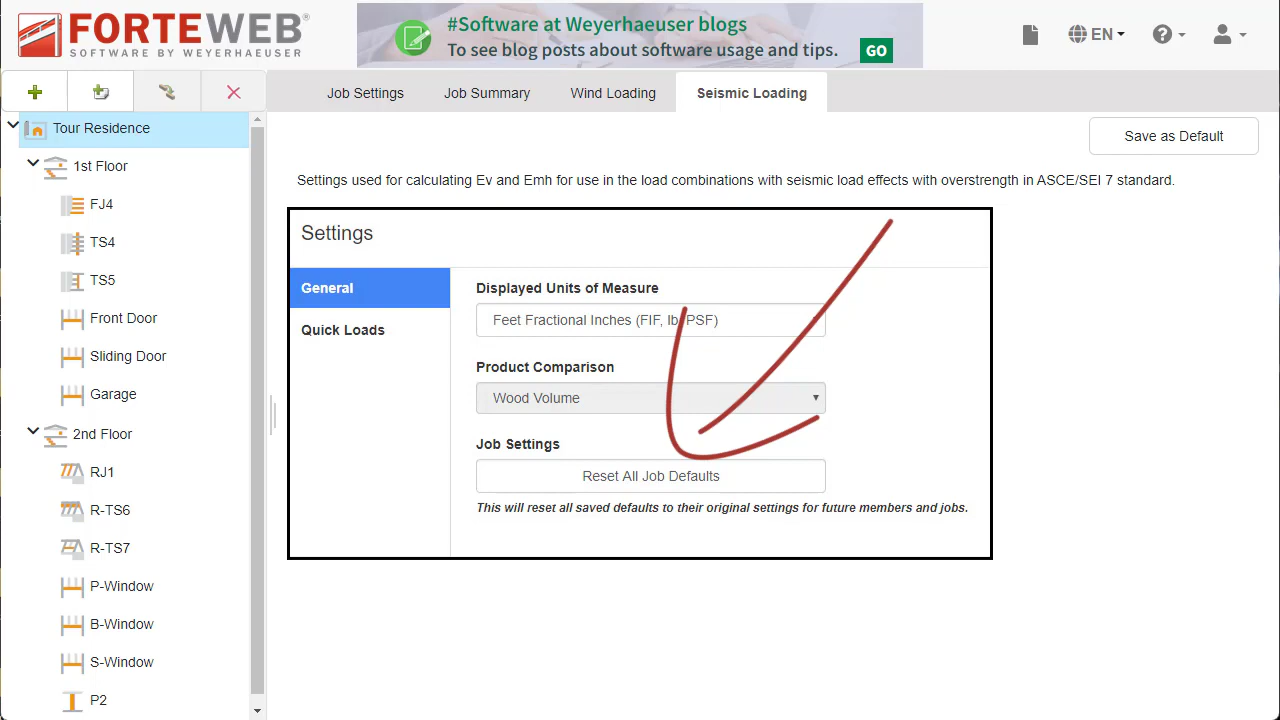 FORTEWEB®
SOFTWARE BY WEYERHAEUSER
#Software at Weyerhaeuser blogs
To see blog posts about software usage and tips.
GO
EN
Job Settings
Job Summary
Wind Loading
Seismic Loading
Save as Default
Tour Residence
1st Floor
FJ4
TS4
TS5
Front Door
Sliding Door
Garage
2nd Floor
RJ1
R-TS6
R-TS7
P-Window
B-Window
S-Window
P2
Settings used for calculating Ev and Emh for use in the load combinations with seismic load effects with overstrength in ASCE/SEI 7 standard.
Settings
General
Quick Loads
Displayed Units of Measure
Feet Fractional Inches (FIF, lb, PSF)
Product Comparison
Wood Volume
Job Settings
Reset All Job Defaults
This will reset all saved defaults to their original settings for future members and jobs.